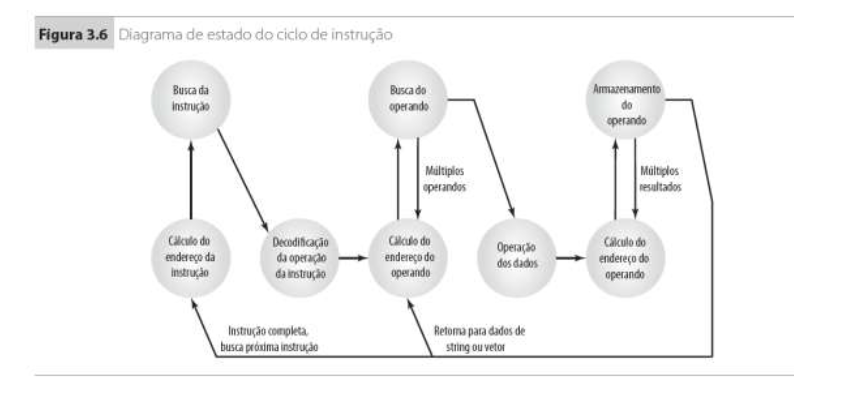 Figura 3.6 Diagrama de estado do ciclo de instrução
Busca da
instrução
Busca do
operando
Armazenamento
do
operando
Múltiplos
operandos
Múltiplos
resultados
Cálculo do
endereço da
instrução
Decodificação
da operação
da instrução
Cálculo do
endereço do
operando
Operação
dos dados
Cálculo do
endereço do
operando
Instrução completa,
busca próxima instrução
Retorna para dados de
string ou vetor